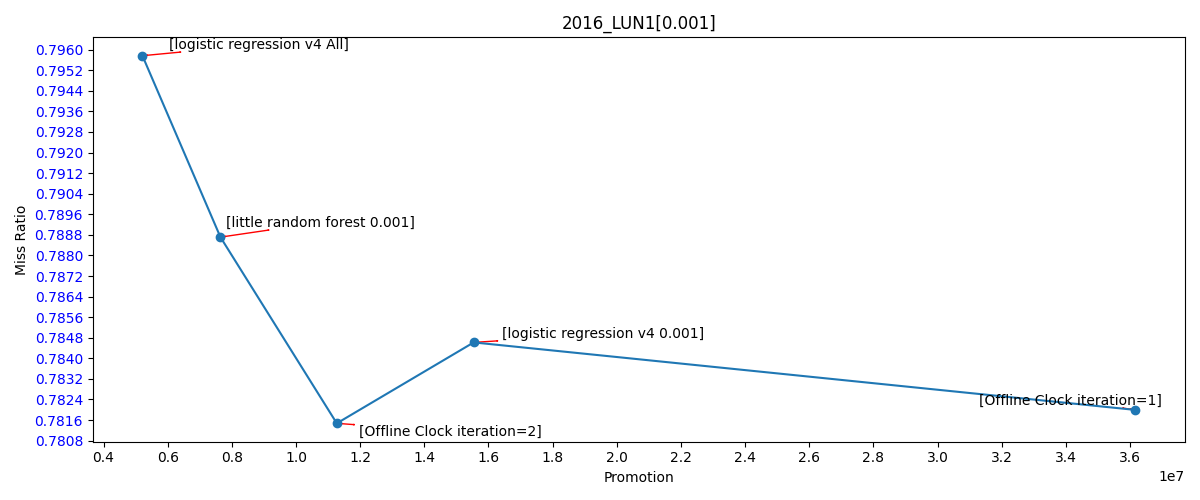 2016_LUN1[0.001]
[logistic regression v4 All]
[little random forest 0.001]
[logistic regression v4 0.001]
[Offline Clock iteration=1]
[Offline Clock iteration=2]
Miss Ratio
0.7960
0.7952
0.7944
0.7936
0.7928
0.7920
0.7912
0.7904
0.7896
0.7888
0.7880
0.7872
0.7864
0.7856
0.7848
0.7840
0.7832
0.7824
0.7816
0.7808
0.4 0.6 0.8 1.0 1.2 1.4 1.6 1.8 2.0 2.2 2.4 2.6 2.8 3.0 3.2 3.4 3.6
1e7
Promotion